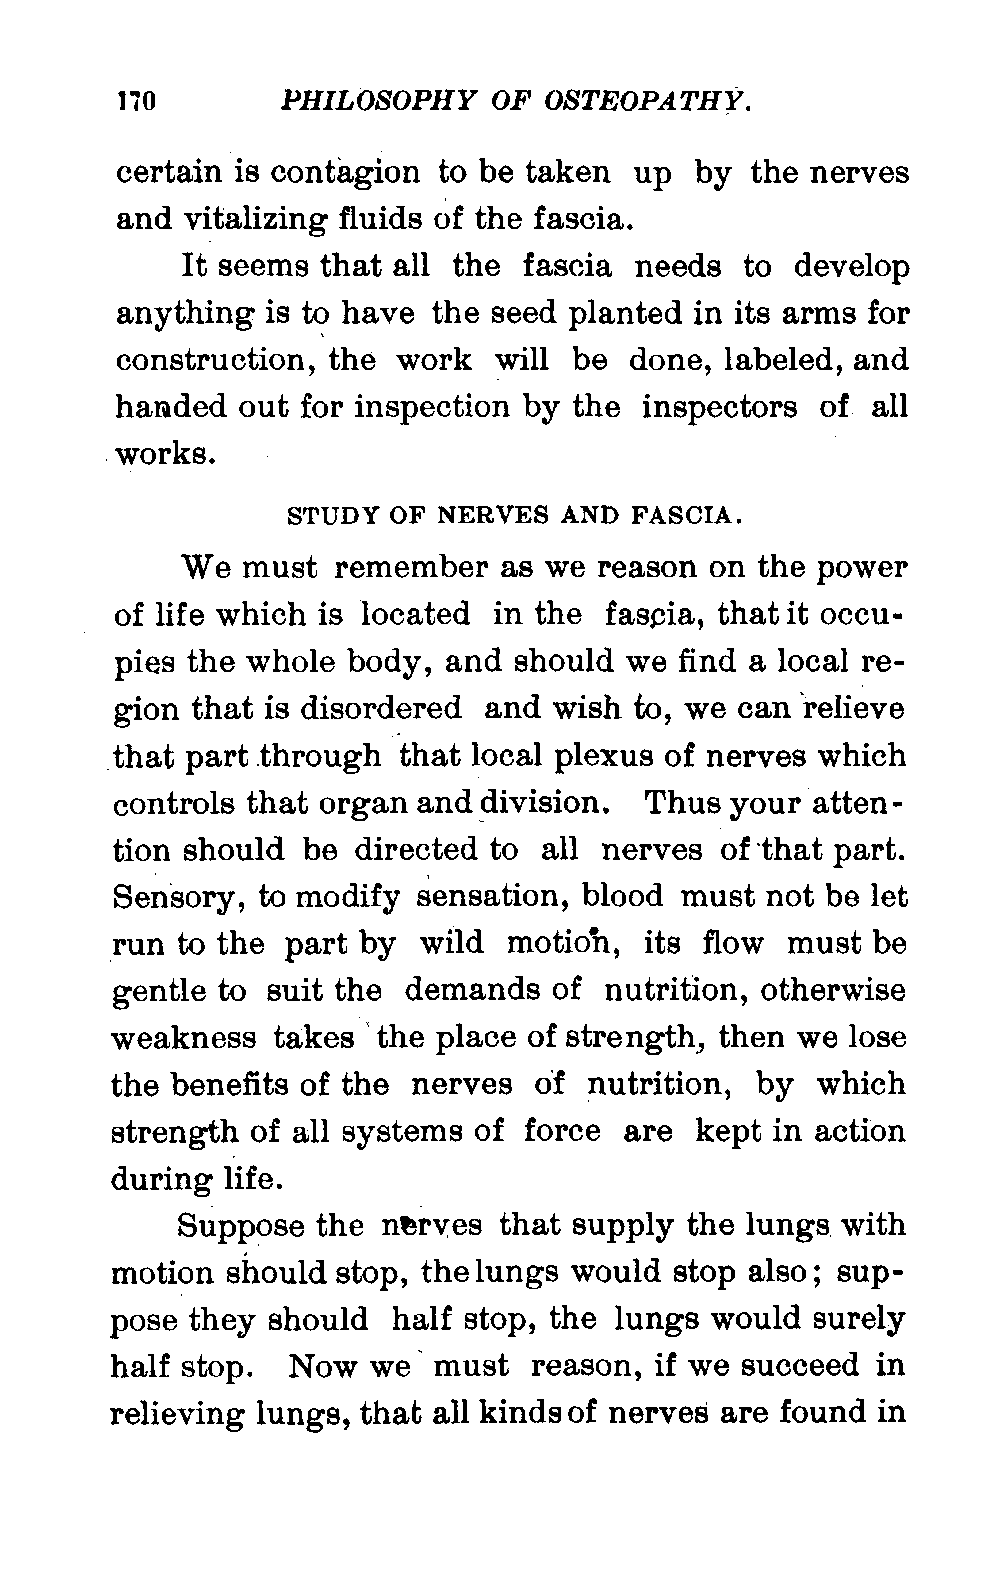 170 PHILOSOPHY OF OSTEOPATHY.
certain is contagion to be taken up by the nerves
and vitalizing fluids of the fascia.
It seems that all the fascia needs to develop
anything is to have the seed planted in its arms for
construction, the work will be done, labeled, and
handed out for inspection by the inspectors of all
works.
STUDY OF NERVES AND FASCIA.
We must remember as we reason on the power
of life which is located in the fascia, that it occu-
pies the whole body, and should we find a local re-
gion that is disordered and wish to, we can relieve
that part through that local plexus of nerves which
controls that organ and division. Thus your atten-
tion should be directed to all nerves of that part.
Sensory, to modify sensation, blood must not be let
run to the part by wild motion, its flow must be
gentle to suit the demands of nutrition, otherwise
weakness takes the place of strength, then we lose
the benefits of the nerves of nutrition, by which
strength of all systems of force are kept in action
during life.
Suppose the nerves that supply the lungs with
motion should stop, the lungs would stop also; sup-
pose they should half stop, the lungs would surely
half stop. Now we must reason, if we succeed in
relieving lungs, that all kinds of nerves are found in